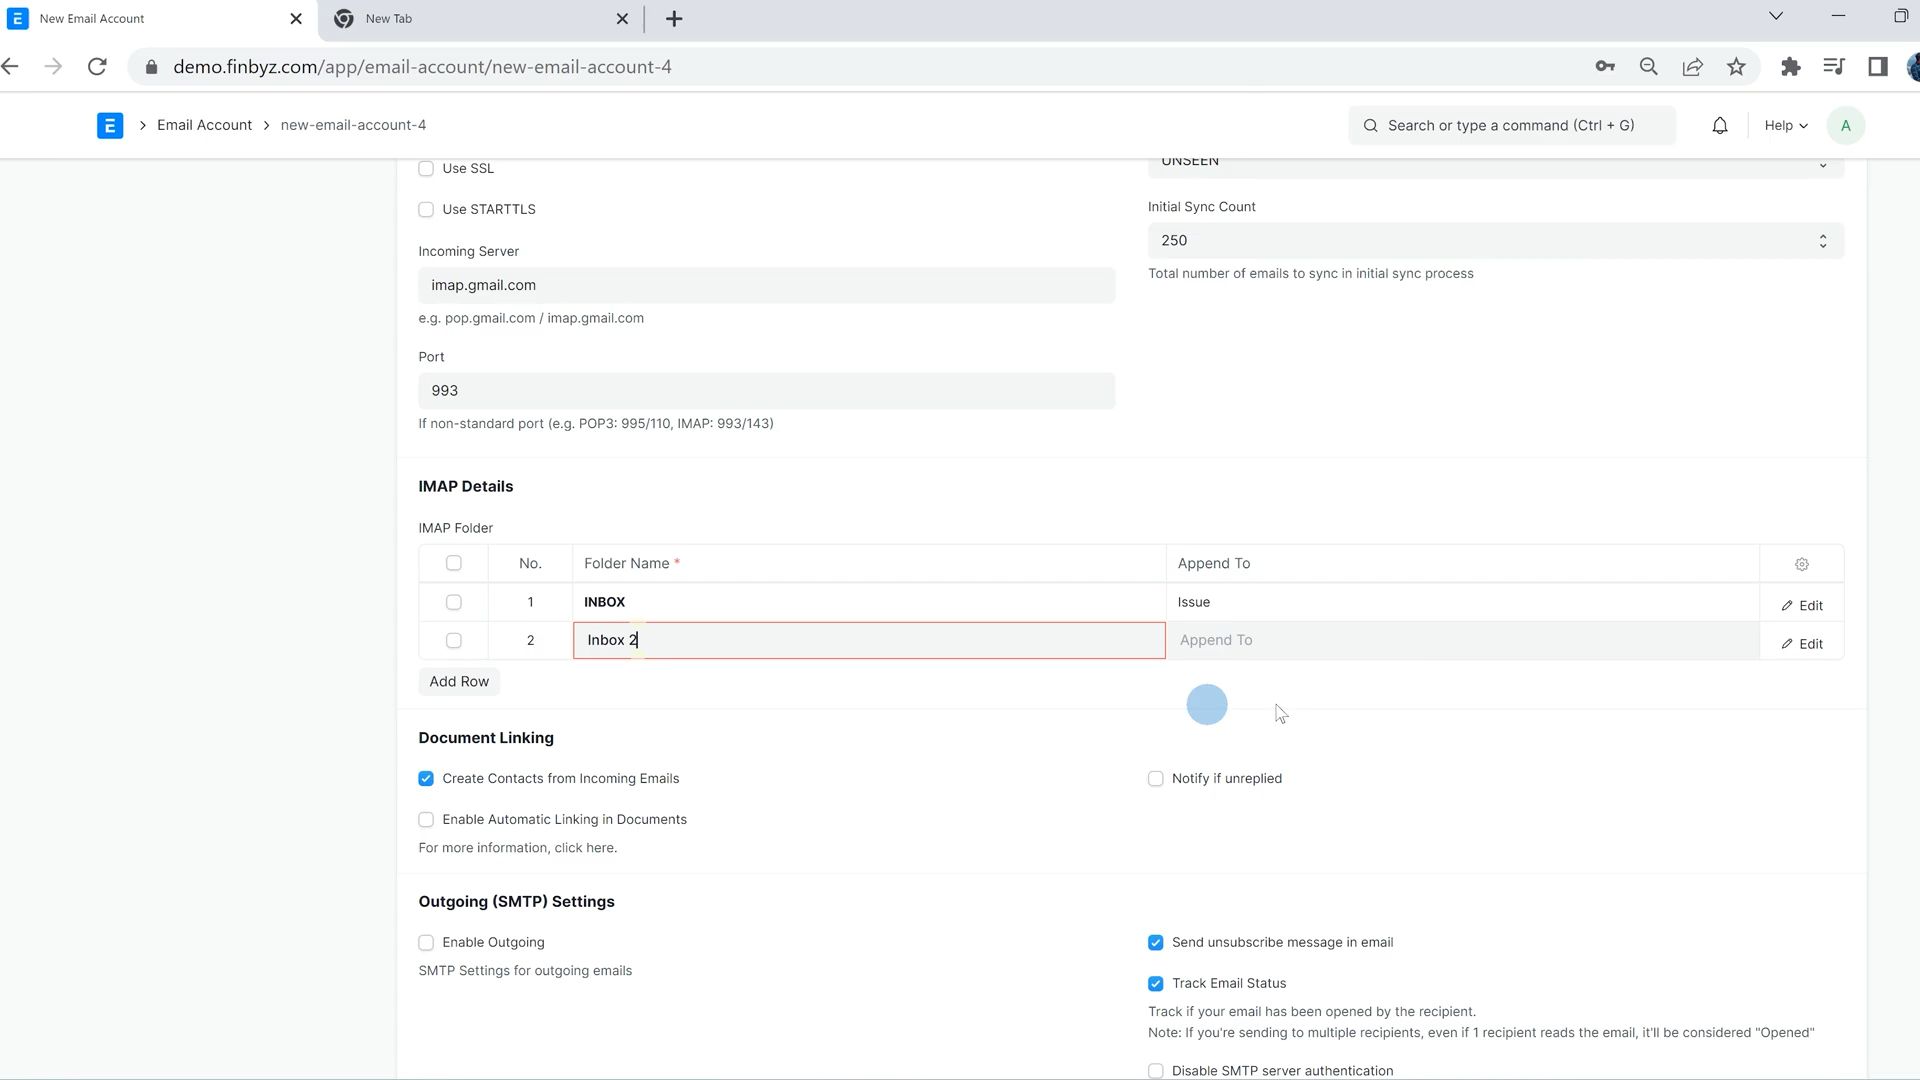 New Email Account
New Tab
demo.finbyz.com/app/email-account/new-email-account-4
E
Email Account
new-email-account-4
Search or type a command (Ctrl + G)
Help
A
Use SSL
UNSEEN
Use STARTTLS
Initial Sync Count
250
Incoming Server
Total number of emails to sync in initial sync process
imap.gmail.com
e.g. pop.gmail.com / imap.gmail.com
Port
993
If non-standard port (e.g. POP3: 995/110, IMAP: 993/143)
IMAP Details
IMAP Folder
No. Folder Name * Append To
1 INBOX Issue Edit
2 Inbox 2 Append To Edit
Add Row
Document Linking
Create Contacts from Incoming Emails
Notify if unreplied
Enable Automatic Linking in Documents
For more information, click here.
Outgoing (SMTP) Settings
Enable Outgoing
Send unsubscribe message in email
SMTP Settings for outgoing emails
Track Email Status
Track if your email has been opened by the recipient.
Note: If you're sending to multiple recipients, even if 1 recipient reads the email, it'll be considered "Opened"
Disable SMTP server authentication